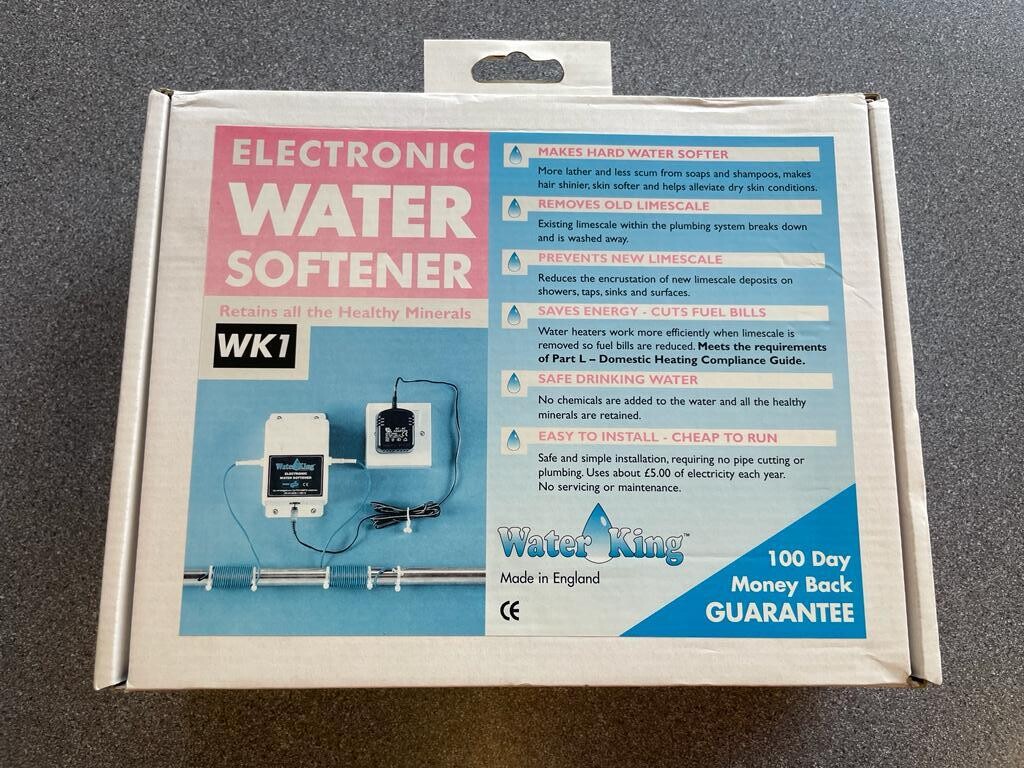 ELECTRONIC
WATER
SOFTENER
Retains all the Healthy Minerals
WK1
Water King
ELECTRONIC
WATER SOFTENER
MAKES HARD WATER SOFTER
More lather and less scum from soaps and shampoos, makes
hair shinier, skin softer and helps alleviate dry skin conditions.
REMOVES OLD LIMESCALE
Existing limescale within the plumbing system breaks down
and is washed away.
PREVENTS NEW LIMESCALE
Reduces the encrustation of new limescale deposits on
showers, taps, sinks and surfaces.
SAVES ENERGY - CUTS FUEL BILLS
Water heaters work more efficiently when limescale is
removed so fuel bills are reduced. Meets the requirements
of Part L – Domestic Heating Compliance Guide.
SAFE DRINKING WATER
No chemicals are added to the water and all the healthy
minerals are retained.
EASY TO INSTALL - CHEAP TO RUN
Safe and simple installation, requiring no pipe cutting or
plumbing. Uses about £5.00 of electricity each year.
No servicing or maintenance.
Water King™
Made in England
CE
100 Day
Money Back
GUARANTEE